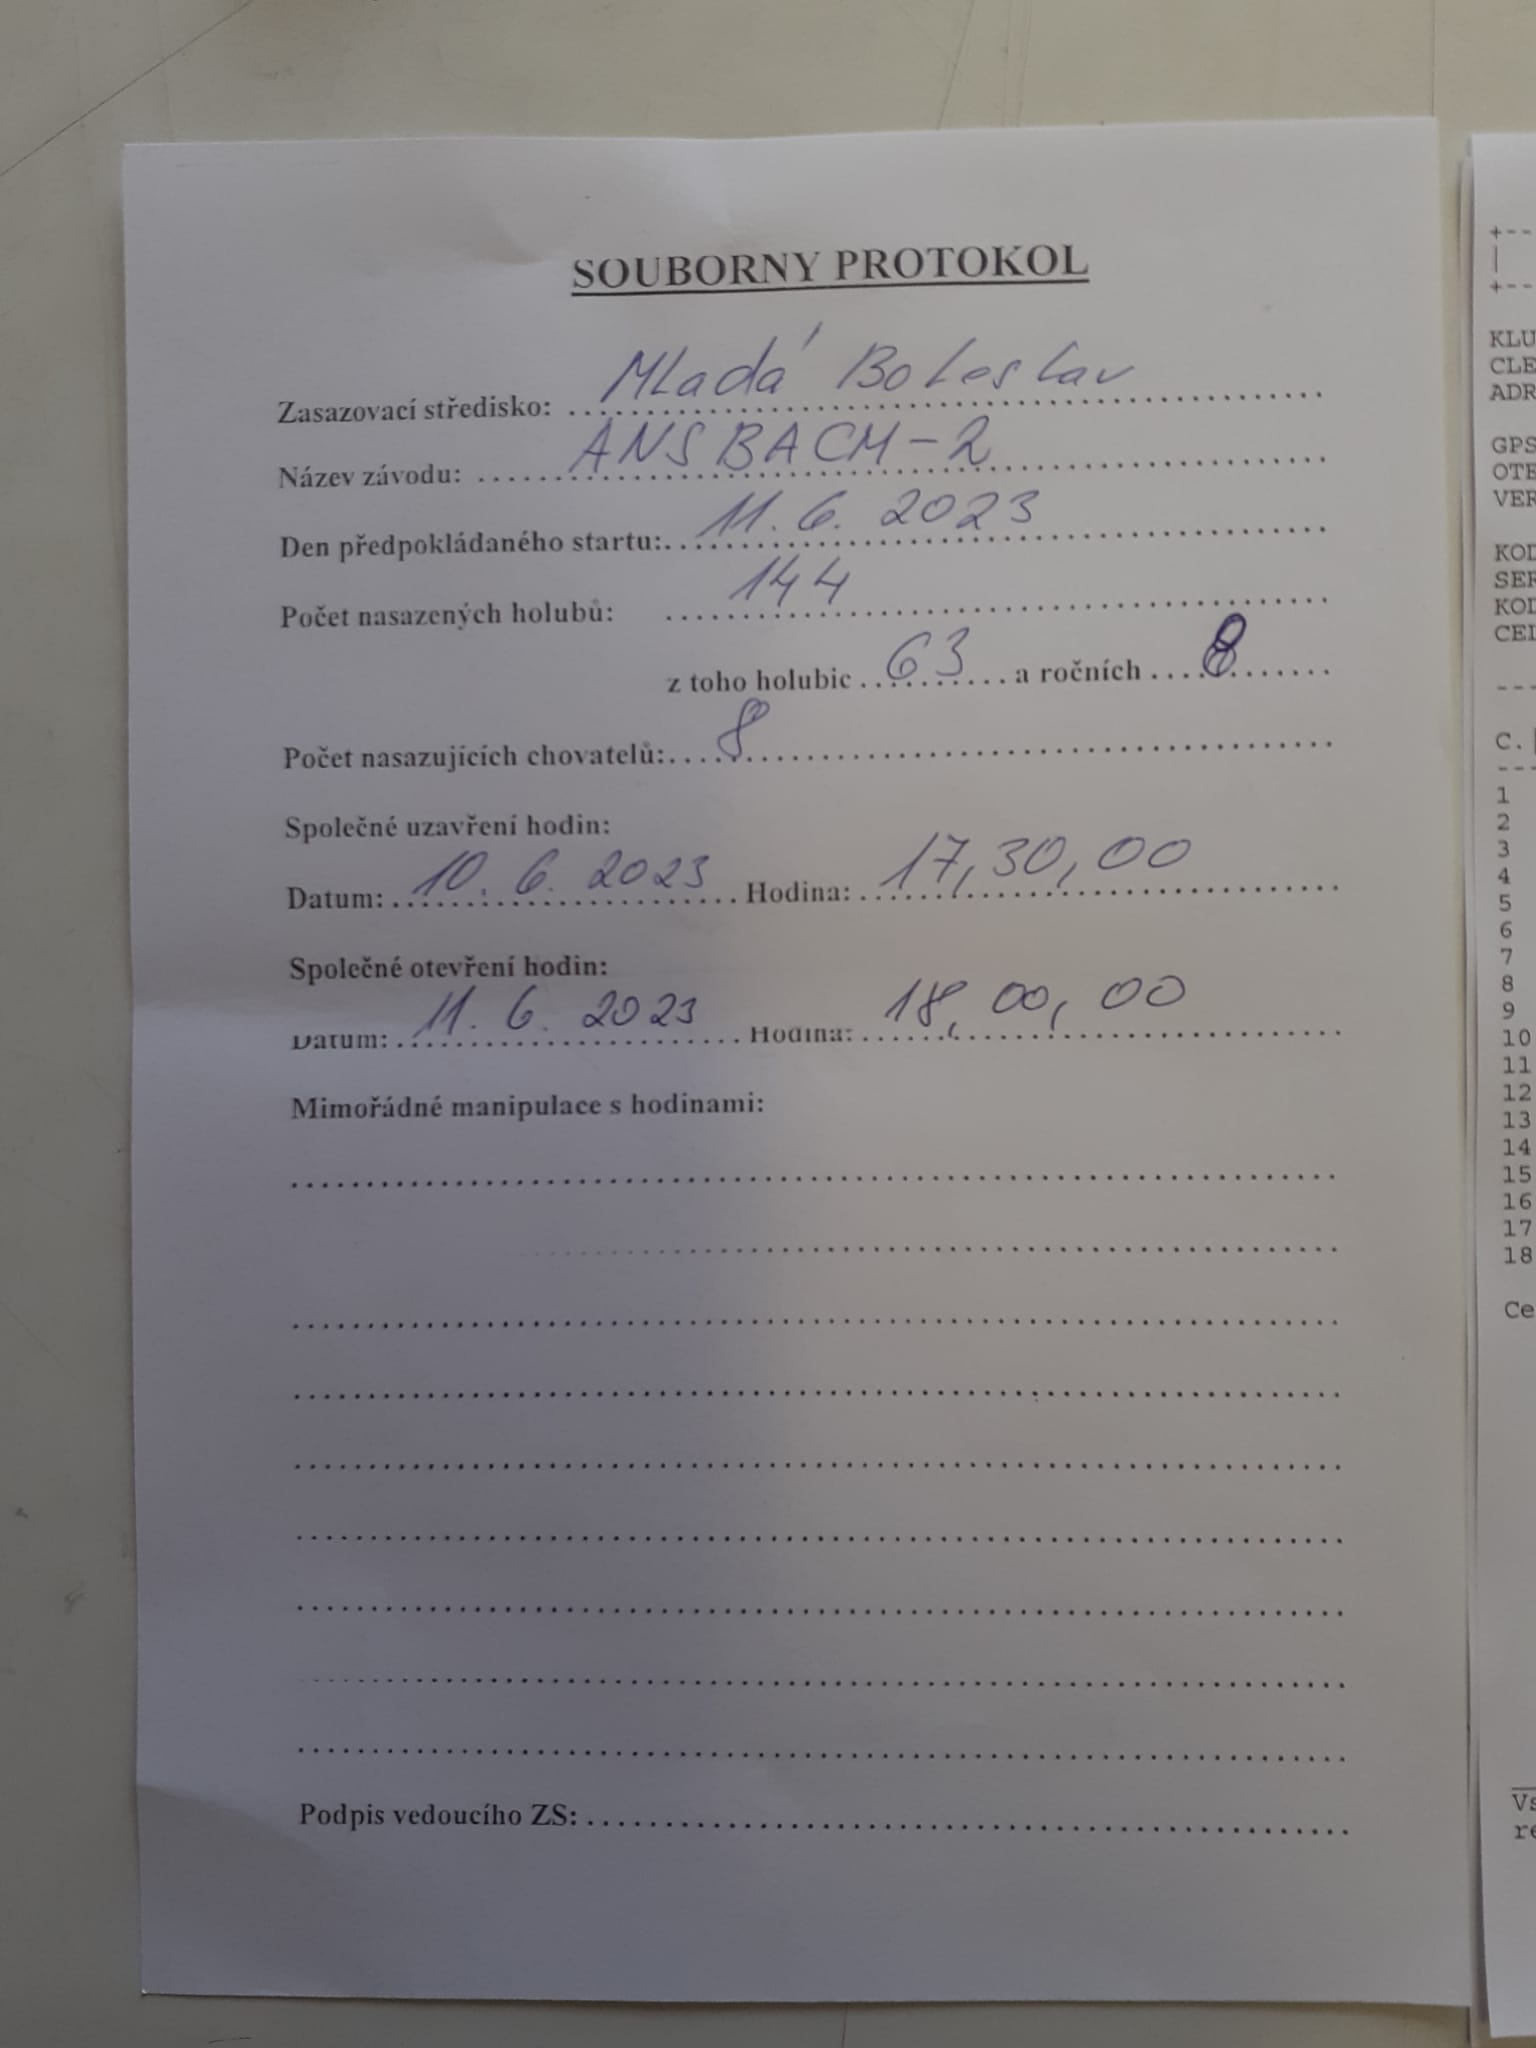 SOUBORNY PROTOKOL
Zasazovací středisko: Mladá Boleslav
Název závodu: ANSBACH-2
Den předpokládaného startu: 11.6.2023
Počet nasazených holubů: 144
z toho holubic 63 a ročních 8
Počet nasazujících chovatelů: 8
Společné uzavření hodin:
Datum: 10.6.2023 Hodina: 17,30,00
Společné otevření hodin:
Datum: 11.6.2023 Hodina: 18,00,00
Mimořádné manipulace s hodinami:
Podpis vedoucího ZS:
KLU
CLE
ADR
GPS
OTE
VER
KOD
SER
KOD
CEL
C.
1
2
3
4
5
6
7
8
9
10
11
12
13
14
15
16
17
18
Ce
Vs
re